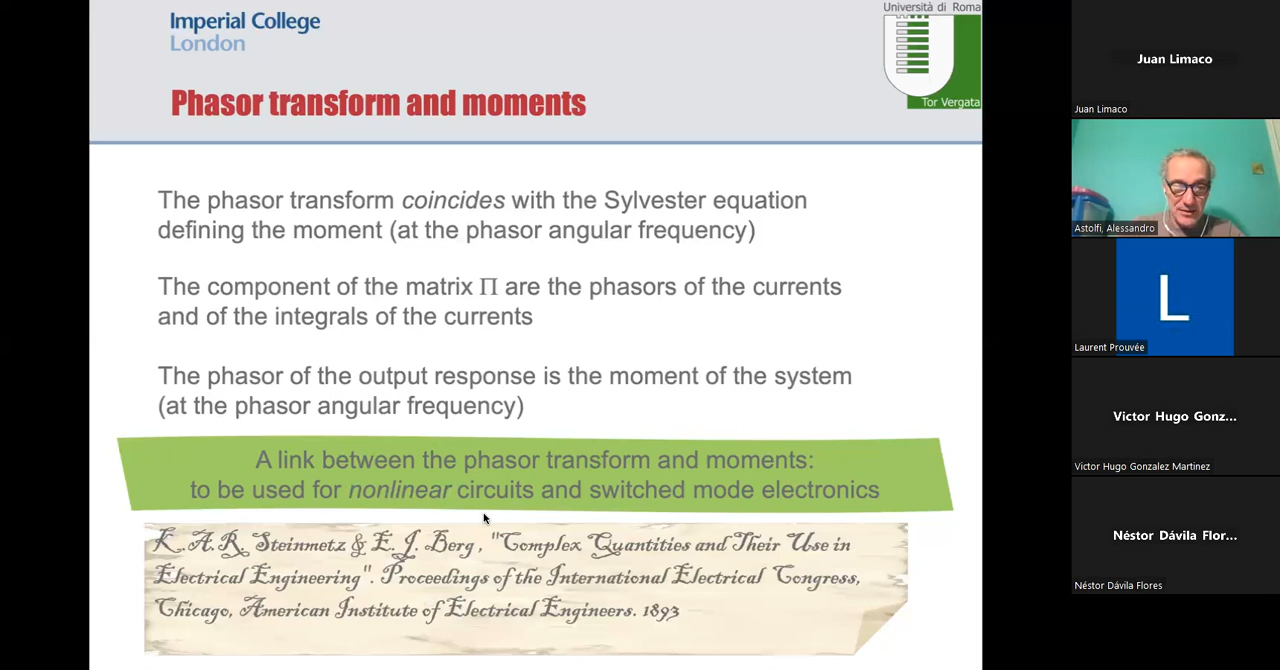 Imperial College
London
Università di Roma
Tor Vergata
Phasor transform and moments
The phasor transform coincides with the Sylvester equation
defining the moment (at the phasor angular frequency)
The component of the matrix Π are the phasors of the currents
and of the integrals of the currents
The phasor of the output response is the moment of the system
(at the phasor angular frequency)
A link between the phasor transform and moments:
to be used for nonlinear circuits and switched mode electronics
K. A.R. Steinmetz & E. J. Berg, "Complex Quantities and Their Use in
Electrical Engineering". Proceedings of the International Electrical Congress,
Chicago, American Institute of Electrical Engineers. 1893
Juan Limaco
Juan Limaco
Astolfi, Alessandro
L
Laurent Prouvée
Victor Hugo Gonz...
Victor Hugo Gonzalez Martinez
Néstor Dávila Flor...
Néstor Dávila Flores